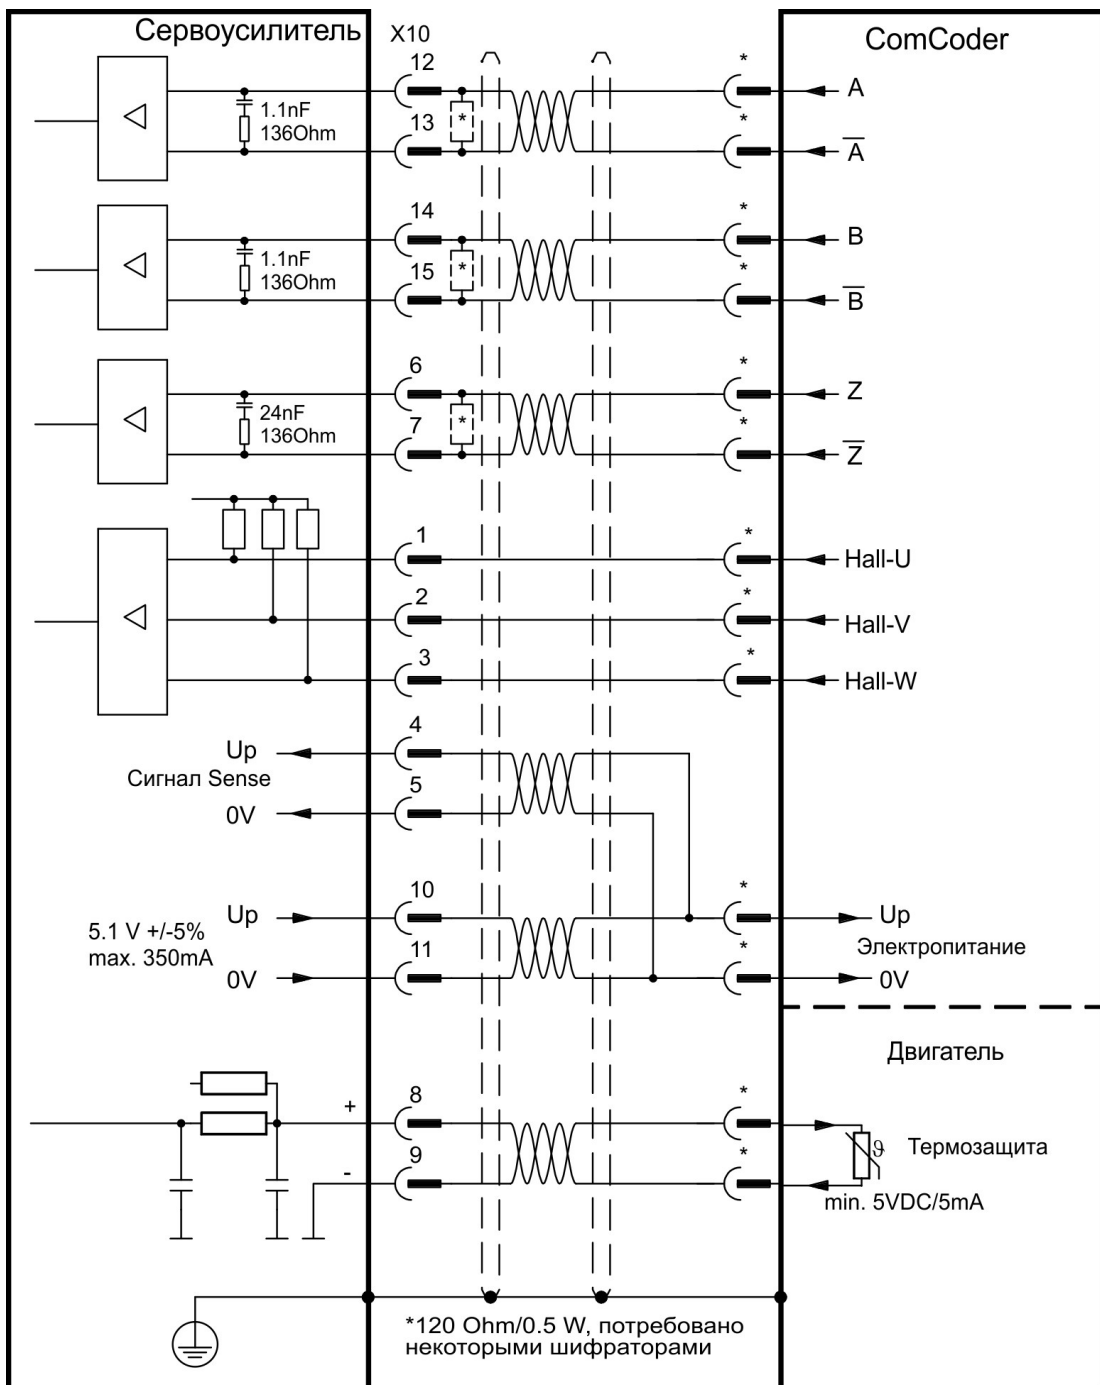 Сервоусилитель
X10
ComCoder
12
*
A
1.1nF
136Ohm
*
13
*
A
14
*
B
1.1nF
136Ohm
*
15
*
B
6
*
Z
24nF
136Ohm
*
7
*
Z
1
*
Hall-U
2
*
Hall-V
3
*
Hall-W
4
Up
Сигнал Sense
5
0V
10
*
Up
Up
5.1 V +/-5%
max. 350mA
Электропитание
11
*
0V
0V
Двигатель
8
*
+
ϑ
Термозащита
9
*
-
min. 5VDC/5mA
*120 Ohm/0.5 W, потребовано
некоторыми шифраторами